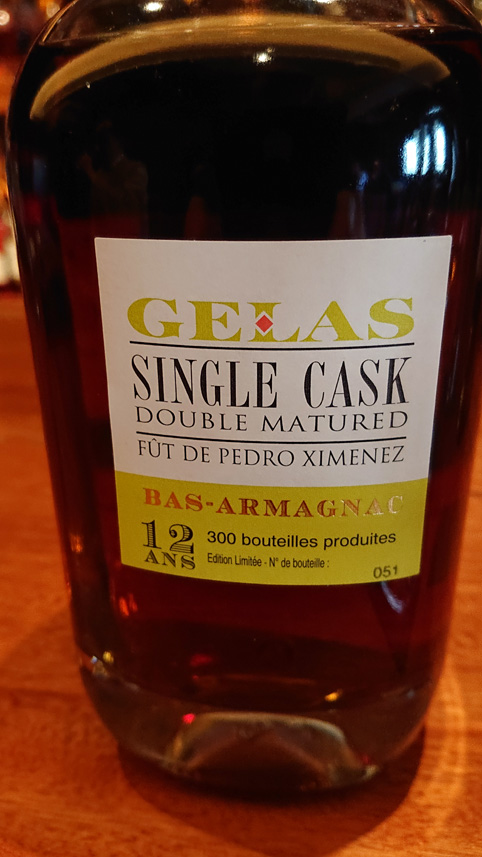 GELAS
SINGLE CASK
DOUBLE MATURED
FÛT DE PEDRO XIMENEZ
BAS-ARMAGNAC
12 ANS
300 bouteilles produites
Edition Limitée - N° de bouteille : 051